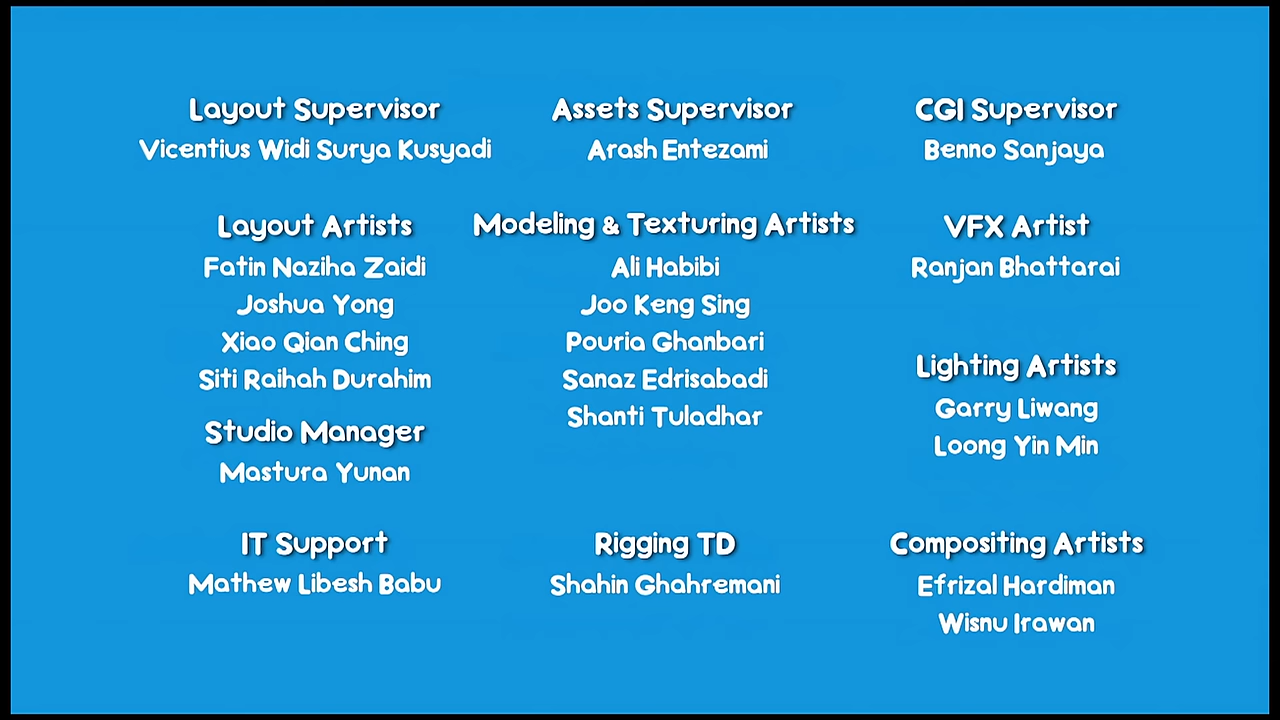 Layout Supervisor
Vicentius Widi Surya Kusyadi
Layout Artists
Fatin Naziha Zaidi
Joshua Yong
Xiao Qian Ching
Siti Raihah Durahim
Studio Manager
Mastura Yunan
IT Support
Mathew Libesh Babu
Assets Supervisor
Arash Entezami
Modeling & Texturing Artists
Ali Habibi
Joo Keng Sing
Pouria Ghanbari
Sanaz Edrisabadi
Shanti Tuladhar
Rigging TD
Shahin Ghahremani
CGI Supervisor
Benno Sanjaya
VFX Artist
Ranjan Bhattarai
Lighting Artists
Garry Liwang
Loong Yin Min
Compositing Artists
Efrizal Hardiman
Wisnu Irawan